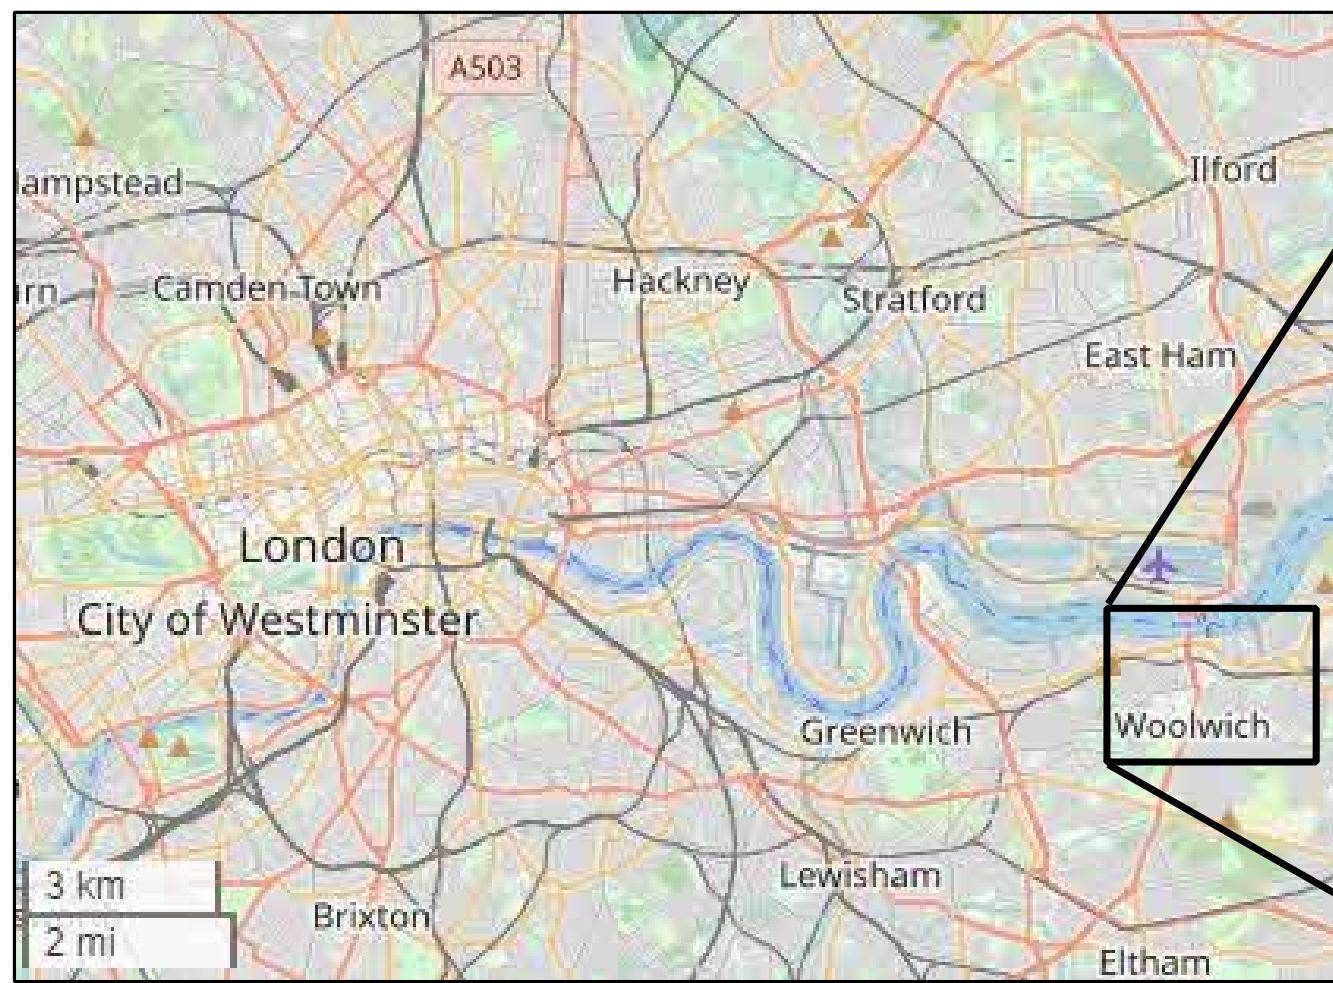 A503
Ilford
ampstead
Camden Town
Hackney
Stratford
East Ham
London
City of Westminster
Greenwich
Woolwich
Lewisham
Brixton
Eltham
3 km
2 mi